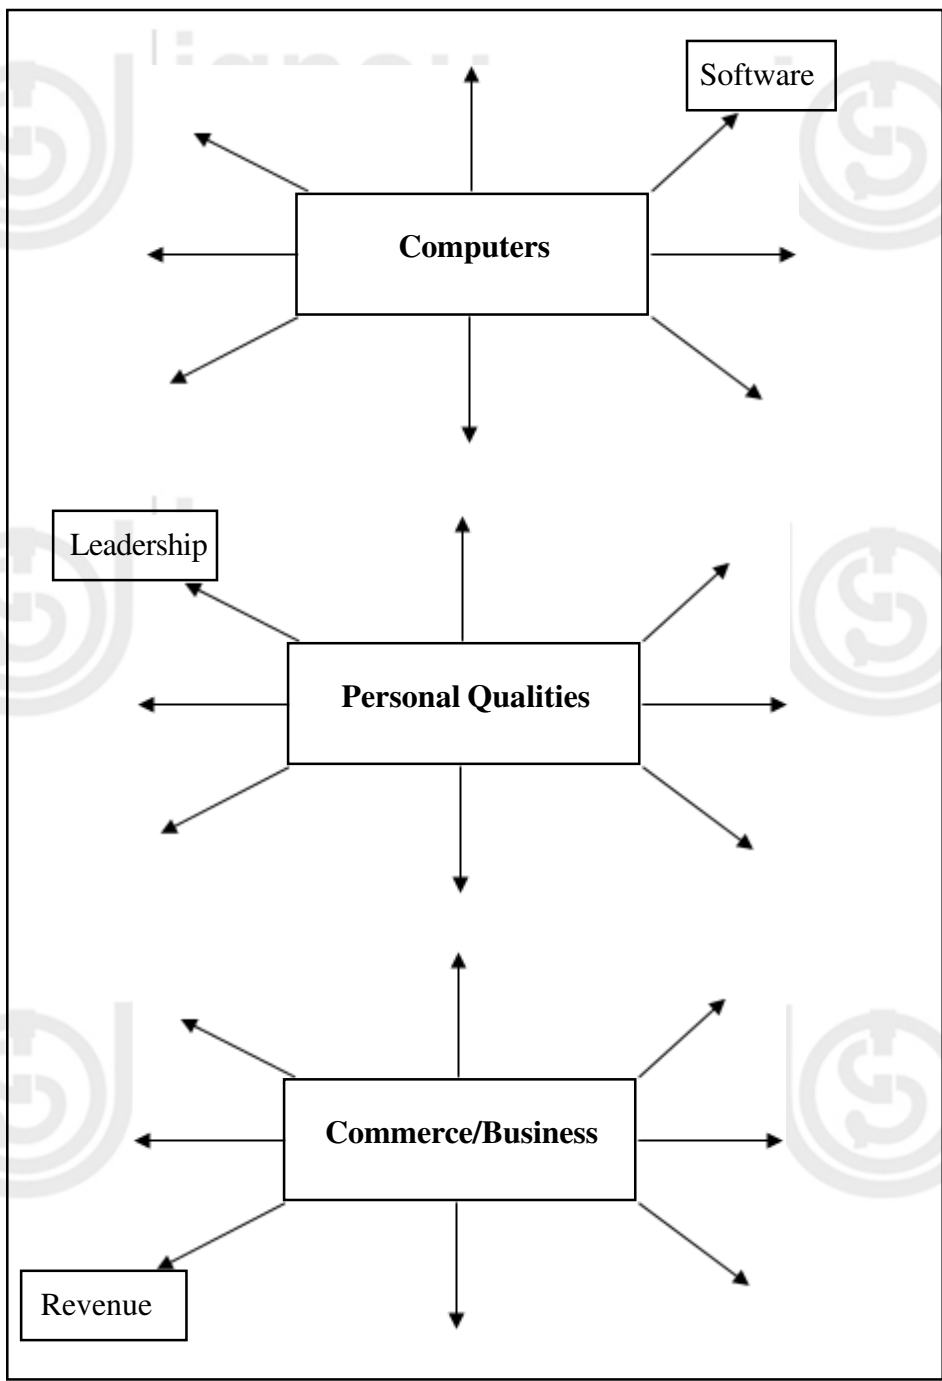 Software
Computers
Leadership
Personal Qualities
Commerce/Business
Revenue